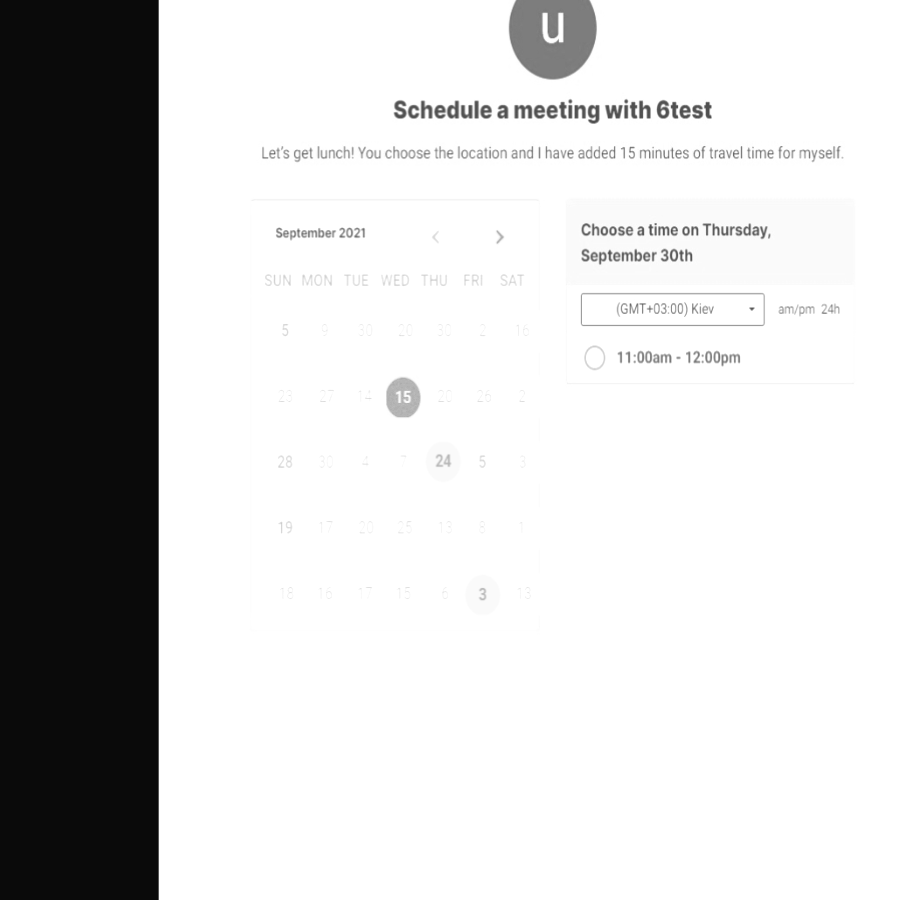 u
Schedule a meeting with 6test
Let's get lunch! You choose the location and I have added 15 minutes of travel time for myself.
September 2021
SUN MON TUE WED THU FRI SAT
5 9 30 20 30 2 16
23 27 14 15 20 26 2
28 30 4 7 24 5 3
19 17 20 25 13 8 1
18 16 17 15 6 3 13
Choose a time on Thursday,
September 30th
(GMT+03:00) Kiev am/pm 24h
11:00am - 12:00pm